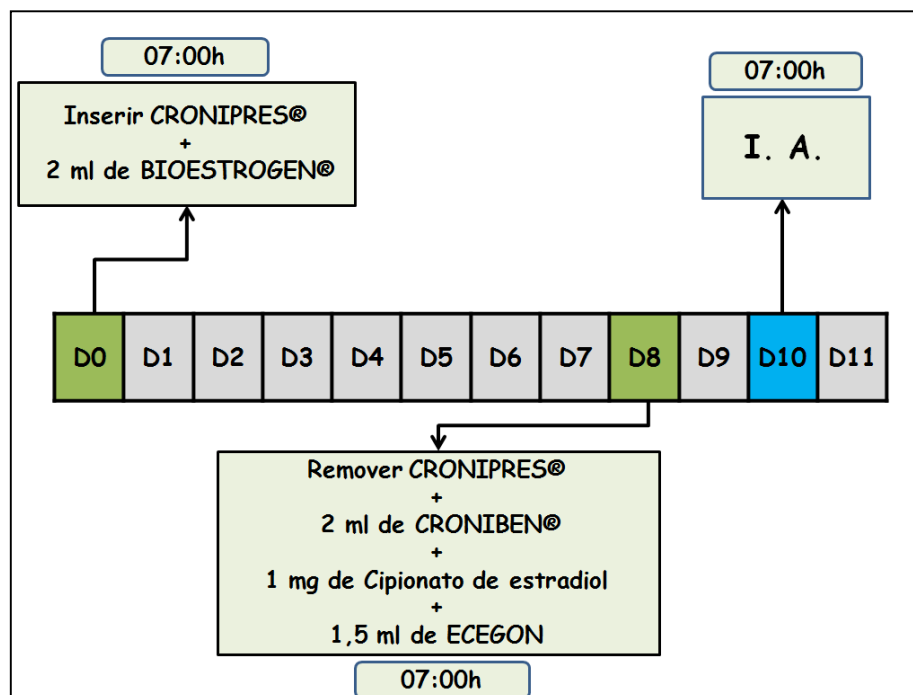 07:00h
Inserir CRONIPRES®
+
2 ml de BIOESTROGEN®
07:00h
I. A.
D0 D1 D2 D3 D4 D5 D6 D7 D8 D9 D10 D11
Remover CRONIPRES®
+
2 ml de CRONIBEN®
+
1 mg de Cipionato de estradiol
+
1,5 ml de ECEGON
07:00h